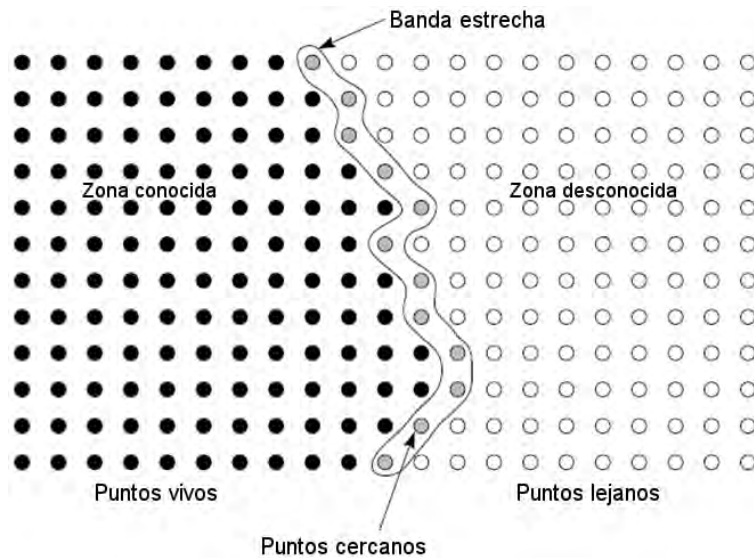 Banda estrecha
Zona conocida
Zona desconocida
Puntos vivos
Puntos lejanos
Puntos cercanos